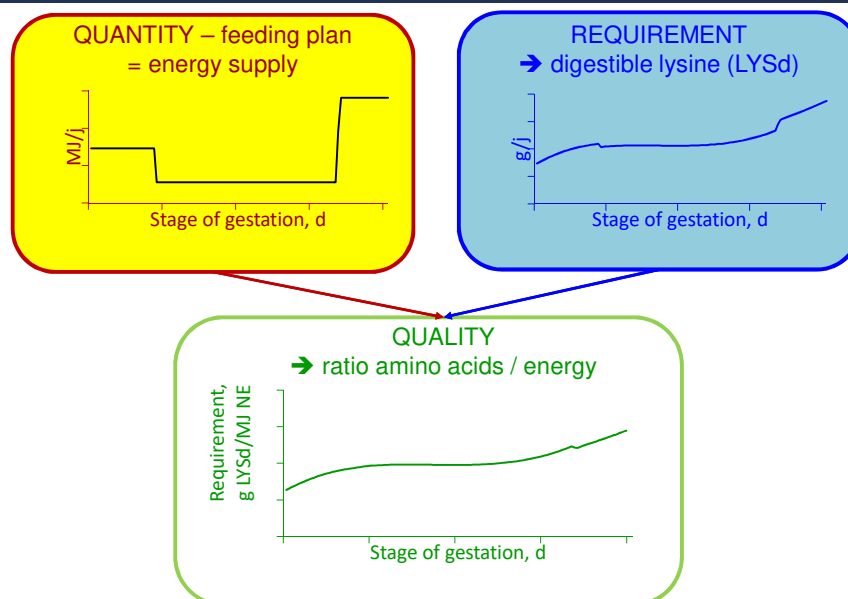 QUANTITY – feeding plan
= energy supply
MJ/j
Stage of gestation, d
REQUIREMENT
➔ digestible lysine (LYSd)
g/j
Stage of gestation, d
QUALITY
➔ ratio amino acids / energy
Requirement,
g LYSd/MJ NE
Stage of gestation, d